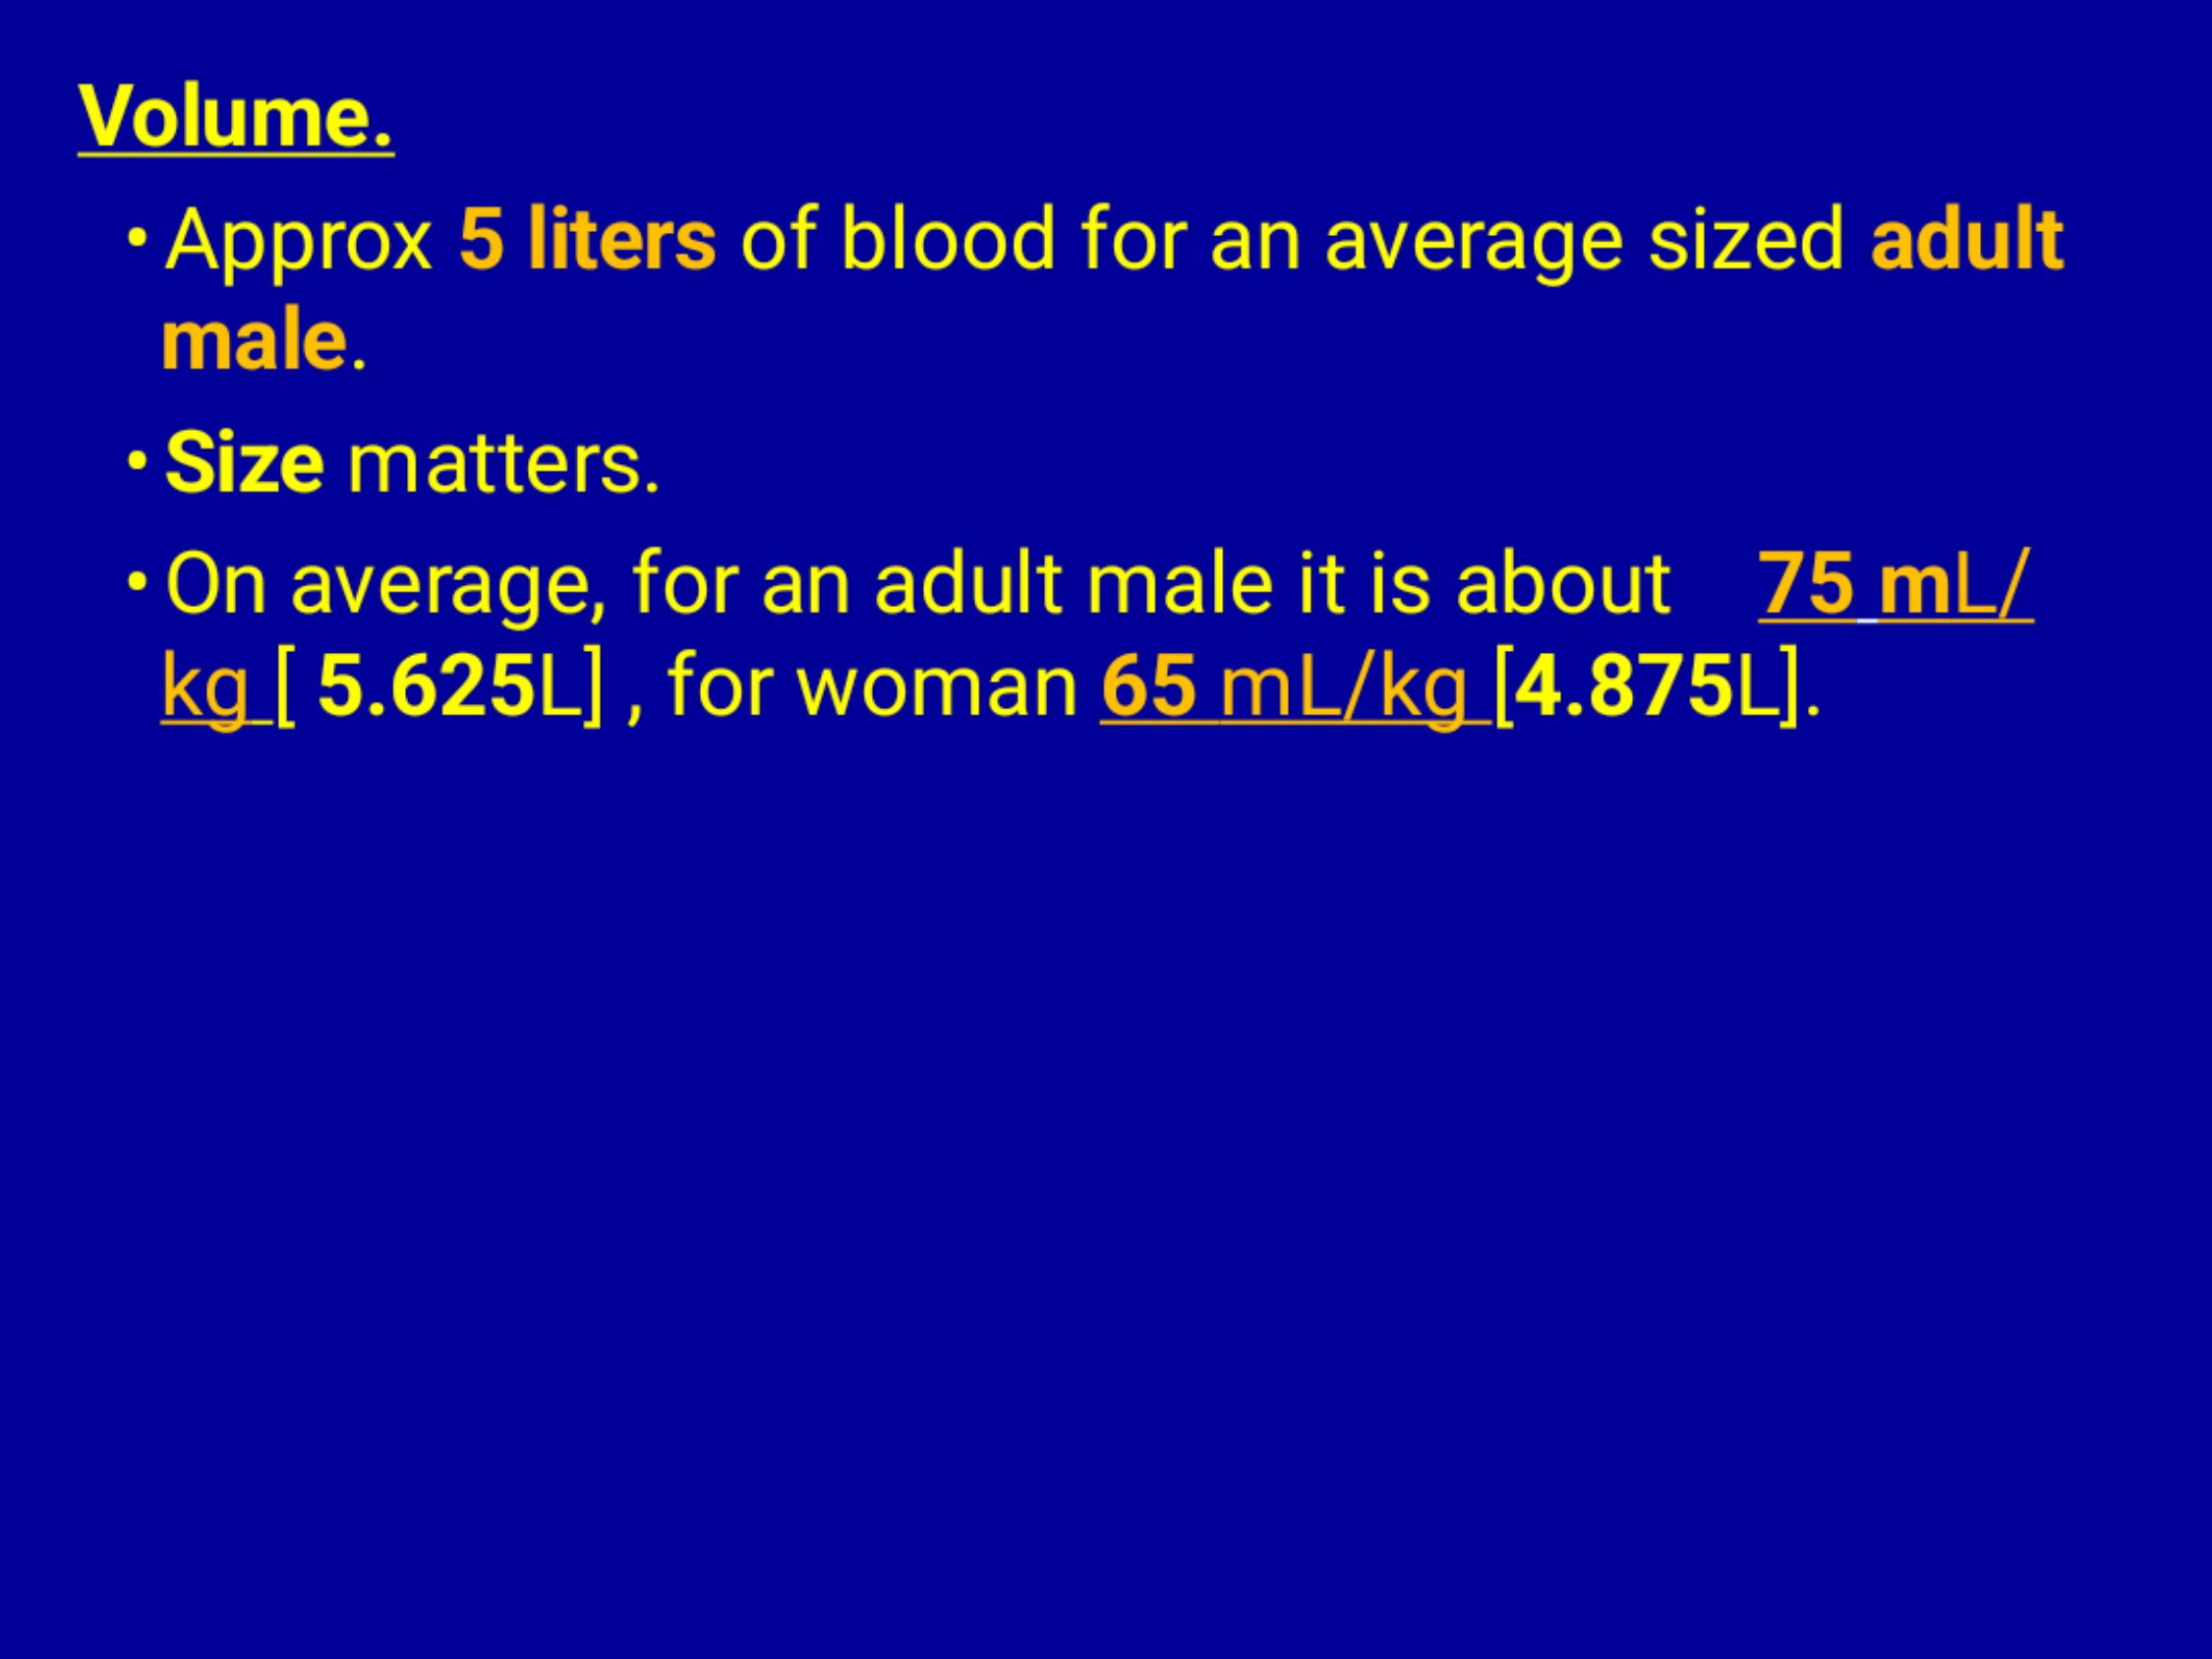 Volume.
• Approx 5 liters of blood for an average sized adult
male.
• Size matters.
• On average, for an adult male it is about 75 mL/
kg [ 5.625L] , for woman 65 mL/kg [4.875L].